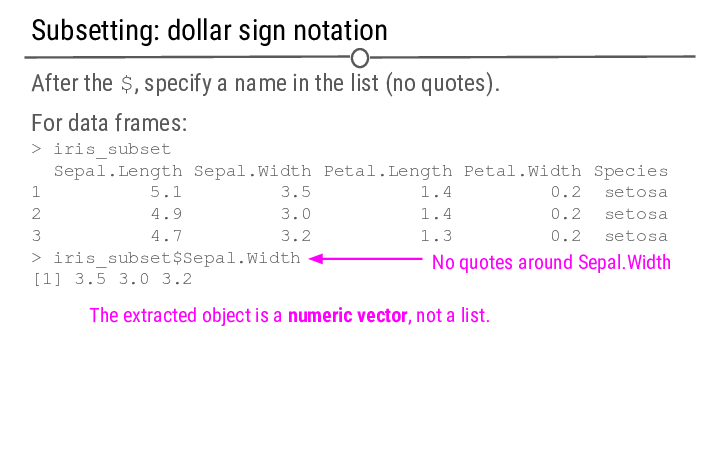 Subsetting: dollar sign notation
After the $, specify a name in the list (no quotes).
For data frames:
> iris_subset
  Sepal.Length Sepal.Width Petal.Length Petal.Width Species
1          5.1         3.5          1.4         0.2  setosa
2          4.9         3.0          1.4         0.2  setosa
3          4.7         3.2          1.3         0.2  setosa
> iris_subset$Sepal.Width
No quotes around Sepal.Width
[1] 3.5 3.0 3.2
The extracted object is a numeric vector, not a list.